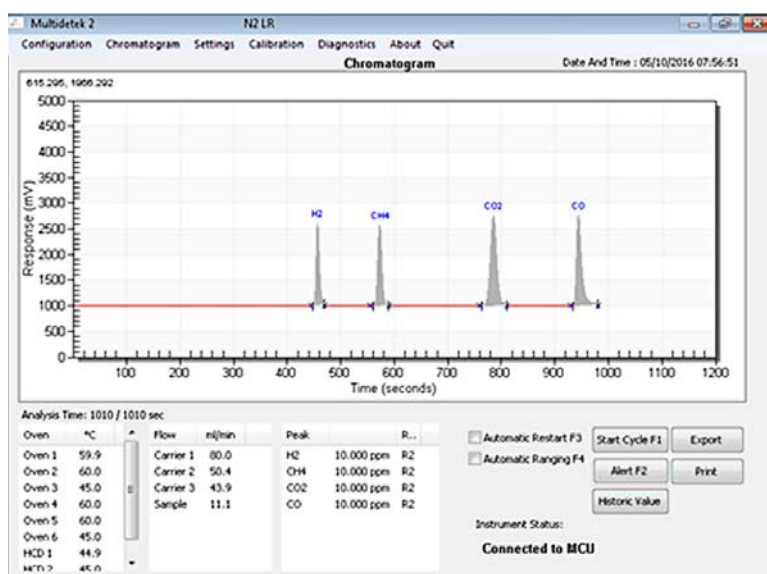 Multidetek 2 N2 LR
Configuration Chromatogram Settings Calibration Diagnostics About Quit
Chromatogram Date And Time : 05/10/2016 07:56:51
615.295, 1966.292
5000
4500
4000
3500
3000
2500
2000
1500
1000
500
0
Response (mV)
H2 CH4 CO2 CO
100 200 300 400 500 600 700 800 900 1000 1100 1200
Time (seconds)
Analysis Time: 1010 / 1010 sec
Oven °C Flow ml/min Peak R...
Oven 1 59.9 Carrier 1 80.0 H2 10.000 ppm R2
Oven 2 60.0 Carrier 2 50.4 CH4 10.000 ppm R2
Oven 3 45.0 Carrier 3 43.9 CO2 10.000 ppm R2
Oven 4 60.0 Sample 11.1 CO 10.000 ppm R2
Oven 5 60.0
Oven 6 45.0
HCD 1 44.9
HCD 2 45.0
Automatic Restart F3 Start Cycle F1 Export
Automatic Ranging F4 Alert F2 Print
Historic Value
Instrument Status:
Connected to MCU